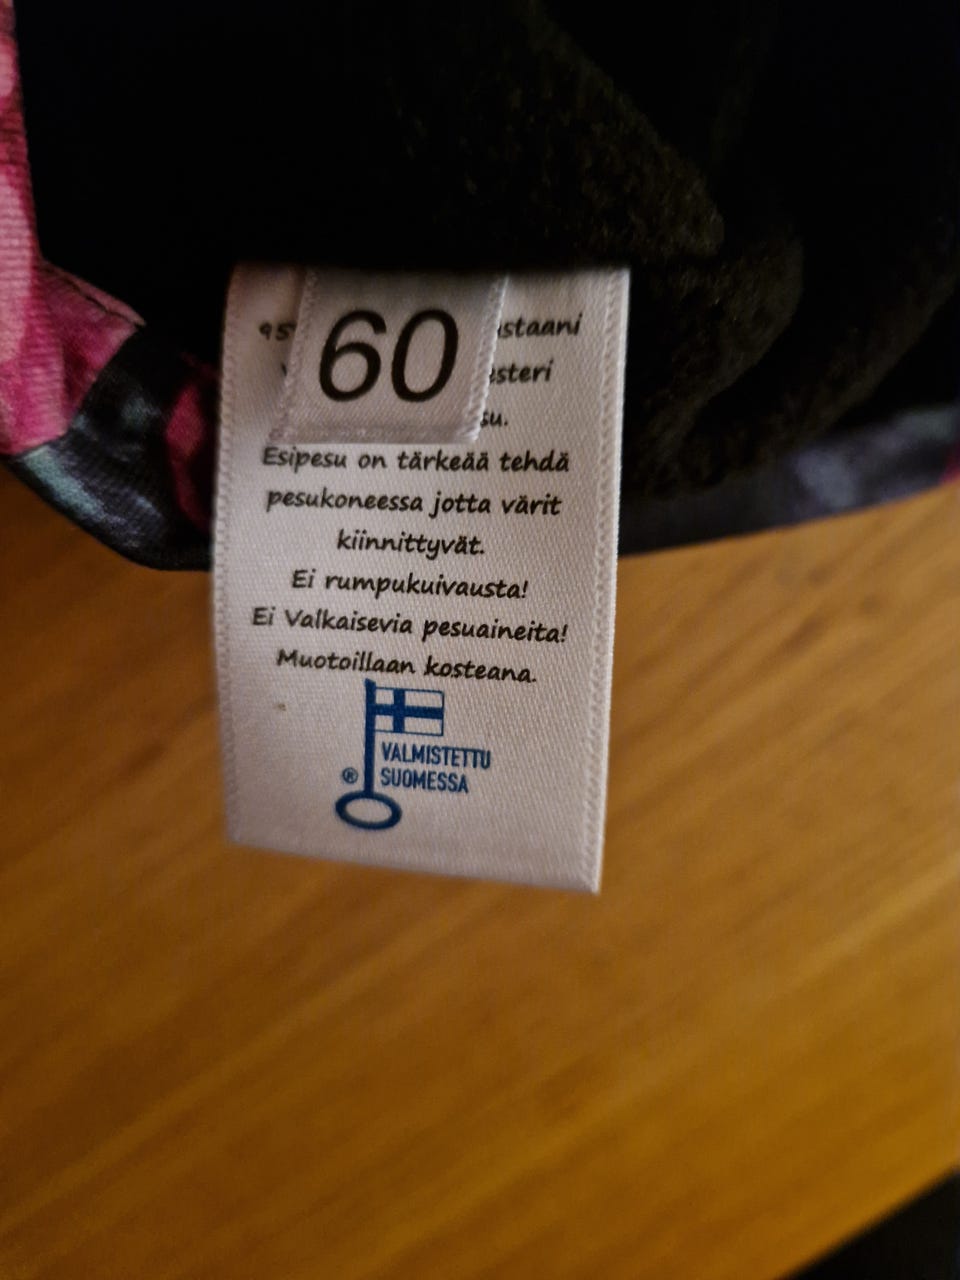 60
Esipesu on tärkeää tehdä
pesukoneessa jotta värit
kiinnittyvät.
Ei rumpukuivausta!
Ei Valkaisevia pesuaineita!
Muotoillaan kosteana.
VALMISTETTU
® SUOMESSA